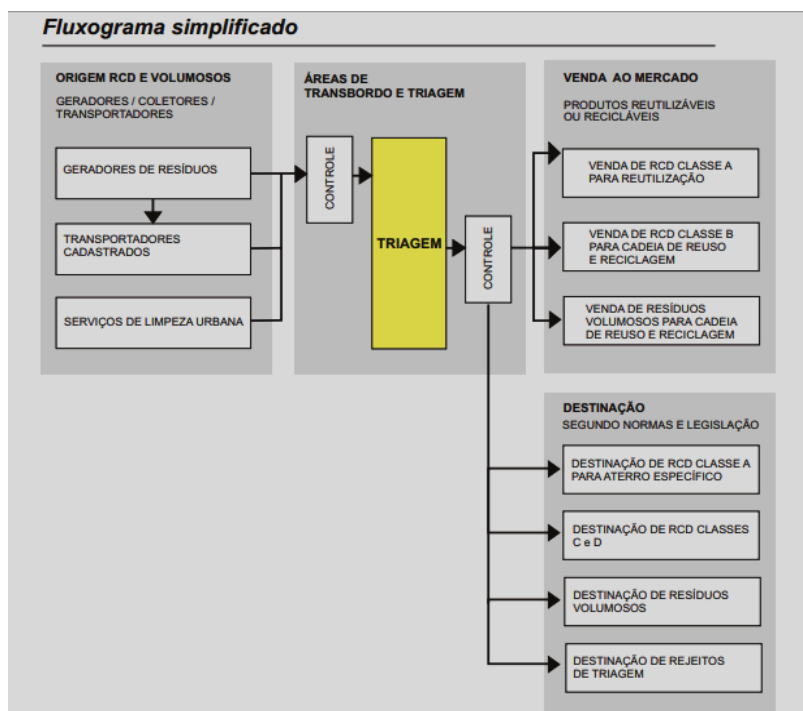 Fluxograma simplificado
ORIGEM RCD E VOLUMOSOS
GERADORES / COLETORES /
TRANSPORTADORES
GERADORES DE RESÍDUOS
TRANSPORTADORES
CADASTRADOS
SERVIÇOS DE LIMPEZA URBANA
ÁREAS DE
TRANSBORDO E TRIAGEM
CONTROLE
TRIAGEM
CONTROLE
VENDA AO MERCADO
PRODUTOS REUTILIZÁVEIS
OU RECICLÁVEIS
VENDA DE RCD CLASSE A
PARA REUTILIZAÇÃO
VENDA DE RCD CLASSE B
PARA CADEIA DE REUSO
E RECICLAGEM
VENDA DE RESÍDUOS
VOLUMOSOS PARA CADEIA
DE REUSO E RECICLAGEM
DESTINAÇÃO
SEGUNDO NORMAS E LEGISLAÇÃO
DESTINAÇÃO DE RCD CLASSE A
PARA ATERRO ESPECÍFICO
DESTINAÇÃO DE RCD CLASSES
C e D
DESTINAÇÃO DE RESÍDUOS
VOLUMOSOS
DESTINAÇÃO DE REJEITOS
DE TRIAGEM